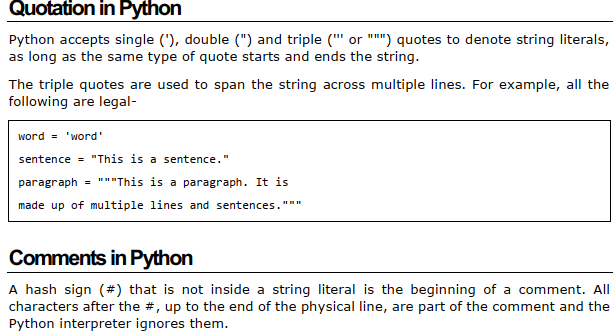 Quotation in Python
Python accepts single ('), double (") and triple (''' or """) quotes to denote string literals,
as long as the same type of quote starts and ends the string.
The triple quotes are used to span the string across multiple lines. For example, all the
following are legal-
word = 'word'
sentence = "This is a sentence."
paragraph = """This is a paragraph. It is
made up of multiple lines and sentences."""
Comments in Python
A hash sign (#) that is not inside a string literal is the beginning of a comment. All
characters after the #, up to the end of the physical line, are part of the comment and the
Python interpreter ignores them.